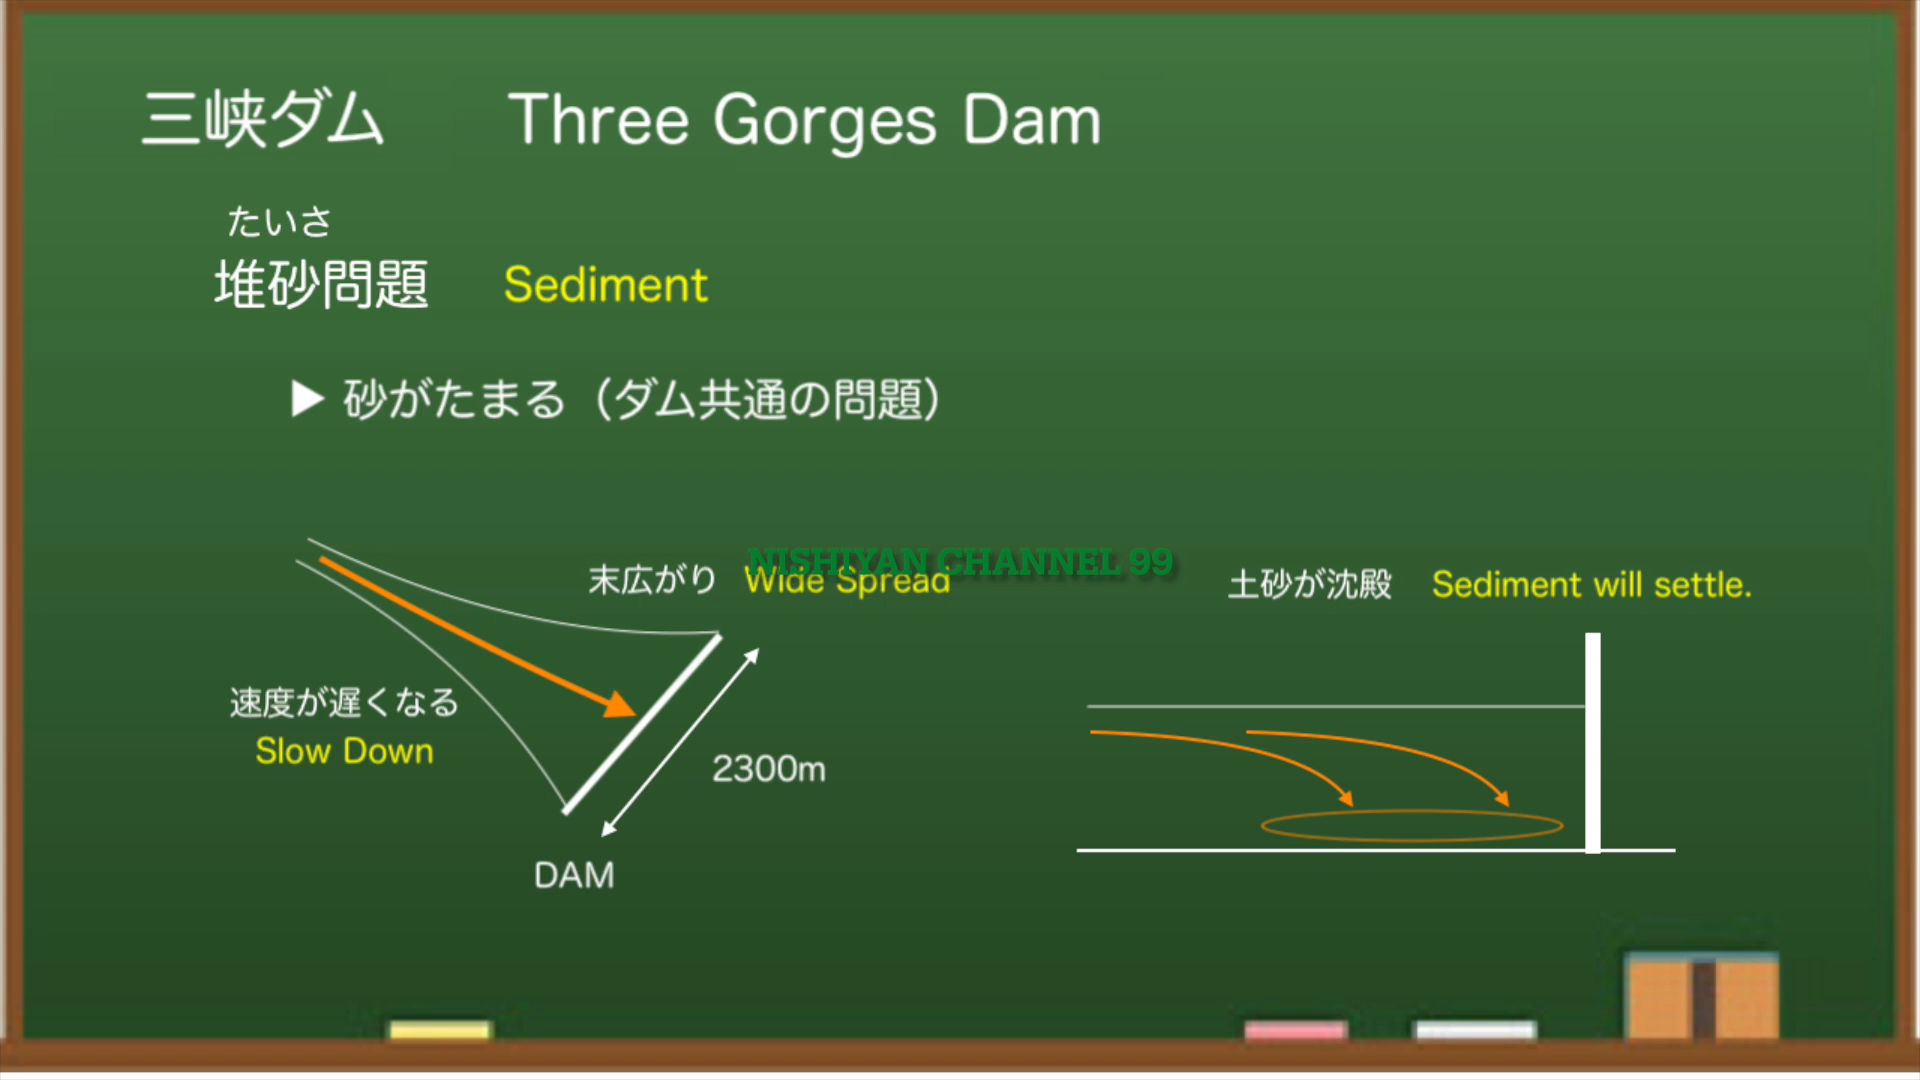 三峡ダム Three Gorges Dam
たいさ
堆砂問題 Sediment
▶ 砂がたまる（ダム共通の問題）
NISHIYAN CHANNEL 99
末広がり Wide Spread
土砂が沈殿 Sediment will settle.
速度が遅くなる
Slow Down
2300m
DAM